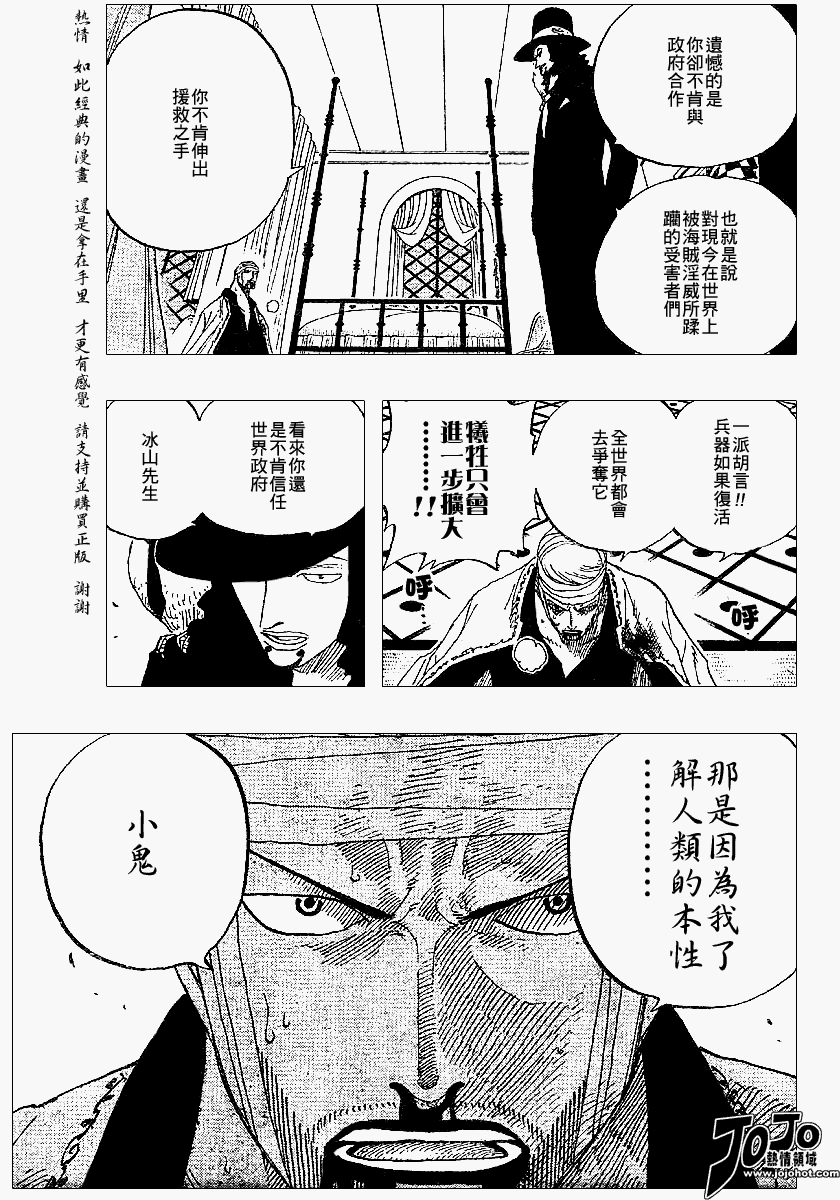 遺憾的是
你卻不肯與
政府合作
也就是說
對現今在世界上
被海賊淫威所蹂
躪的受害者們
你不肯伸出
援救之手
一派胡言!!
兵器如果復活
全世界都會
去爭奪它
犧牲只會
進一步擴大
………!!
呼
呼……
看來你還
是不肯信任
世界政府
冰山先生
那是因為我了
解人類的本性
…………
小鬼
熱情 如此經典的漫畫 還是拿在手里 才更有感覺 請支持並購買正版 謝謝
JOJO
熱情領域
www.jojohot.com